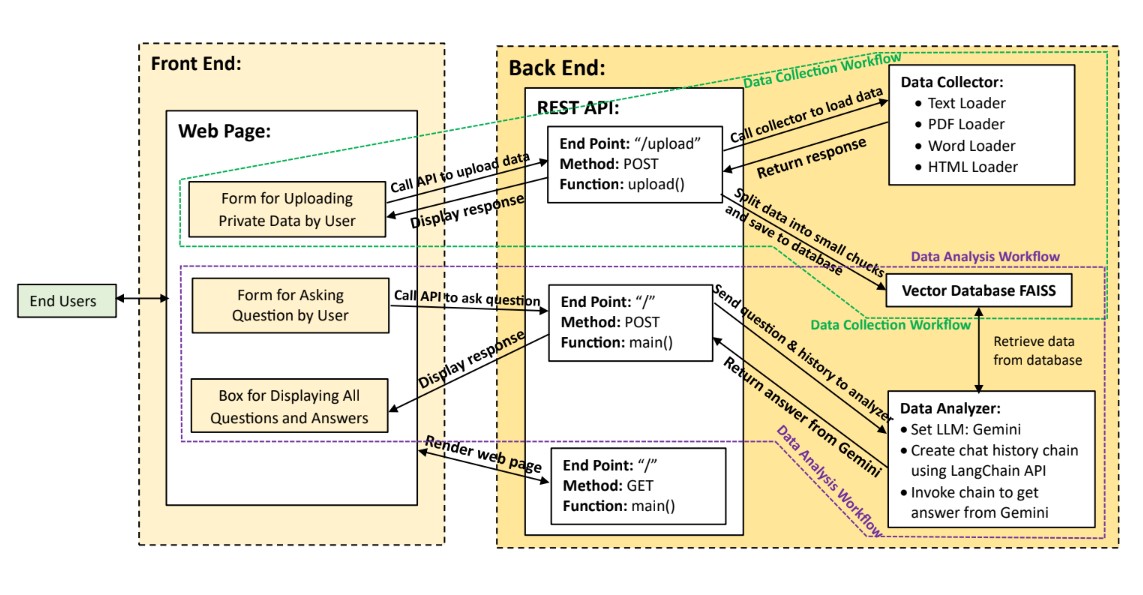 Front End:
Web Page:
Form for Uploading
Private Data by User
Form for Asking
Question by User
Box for Displaying All
Questions and Answers
End Users
Call API to upload data
Display response
Call API to ask question
Display response
Render web page
Back End:
REST API:
End Point: “/upload”
Method: POST
Function: upload()
End Point: “/”
Method: POST
Function: main()
End Point: “/”
Method: GET
Function: main()
Data Collection Workflow
Call collector to load data
Return response
Split data into small chucks
and save to database
Data Collector:
• Text Loader
• PDF Loader
• Word Loader
• HTML Loader
Data Analysis Workflow
Vector Database FAISS
Data Collection Workflow
Send question & history to analyzer
Return answer from Gemini
Data Analysis Workflow
Retrieve data
from database
Data Analyzer:
• Set LLM: Gemini
• Create chat history chain
using LangChain API
• Invoke chain to get
answer from Gemini